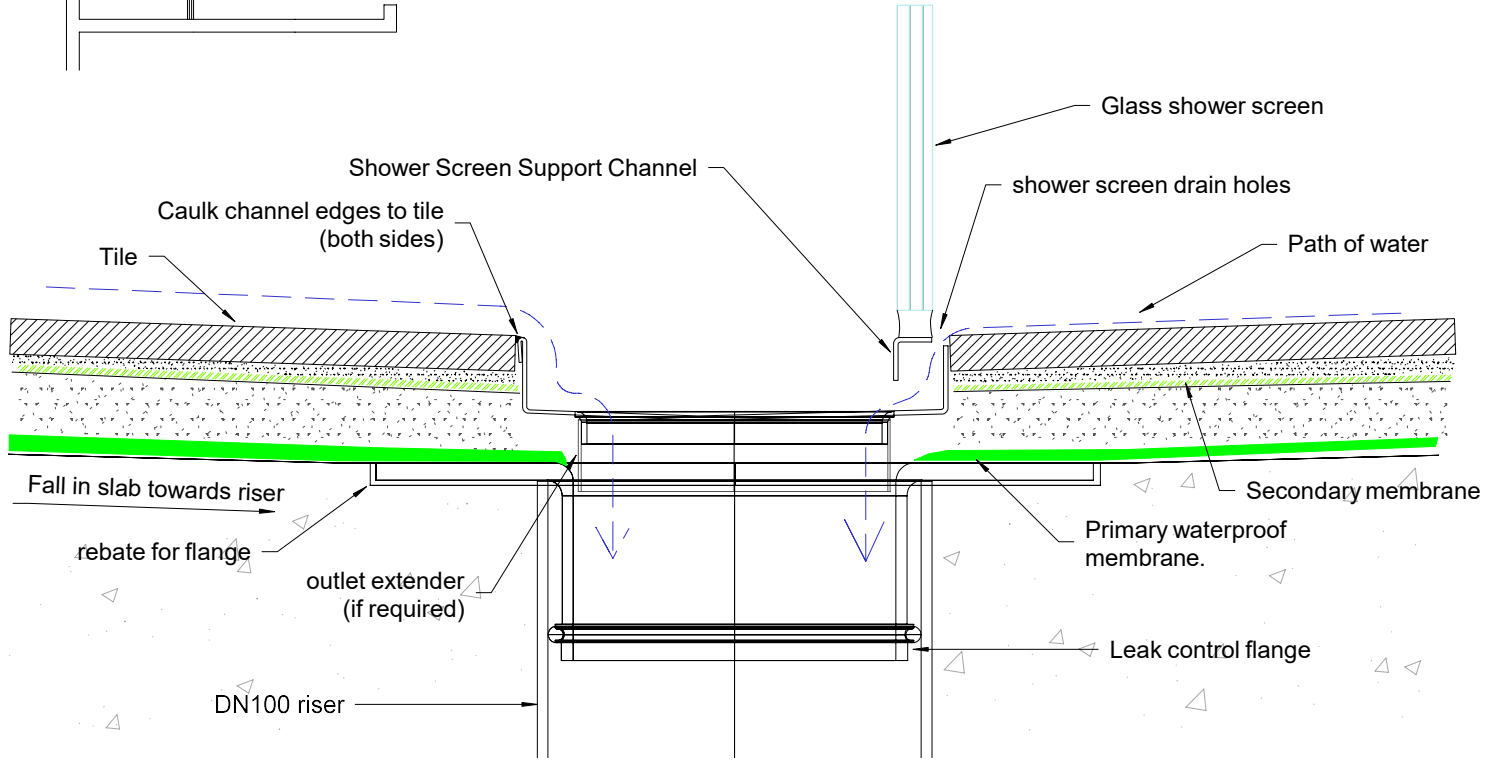 Glass shower screen
Shower Screen Support Channel
shower screen drain holes
Caulk channel edges to tile
(both sides)
Path of water
Tile
Fall in slab towards riser
Secondary membrane
rebate for flange
Primary waterproof
membrane.
outlet extender
(if required)
Leak control flange
DN100 riser